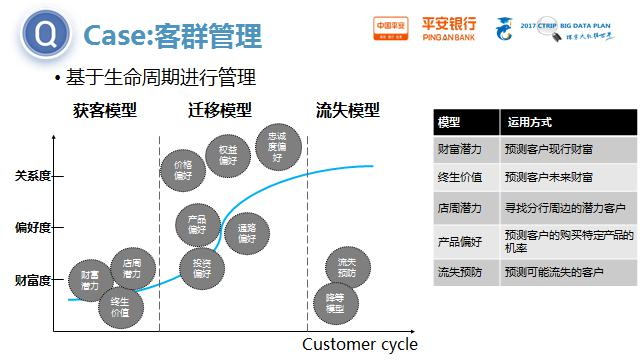 Q
Case:客群管理
中国平安
平安银行
PINGAN BANK
2017 CTRIP BIG DATA PLAN
• 基于生命周期进行管理
获客模型
迁移模型
流失模型
关系度
偏好度
财富度
价格
偏好
权益
偏好
忠诚
度偏
好
产品
偏好
通路
偏好
投资
偏好
财富
潜力
店周
潜力
终生
价值
流失
预防
降等
模型
Customer cycle
模型 运用方式
财富潜力 预测客户现行财富
终生价值 预测客户未来财富
店周潜力 寻找分行周边的潜力客户
产品偏好 预测客户的购买特定产品的
机率
流失预防 预测可能流失的客户